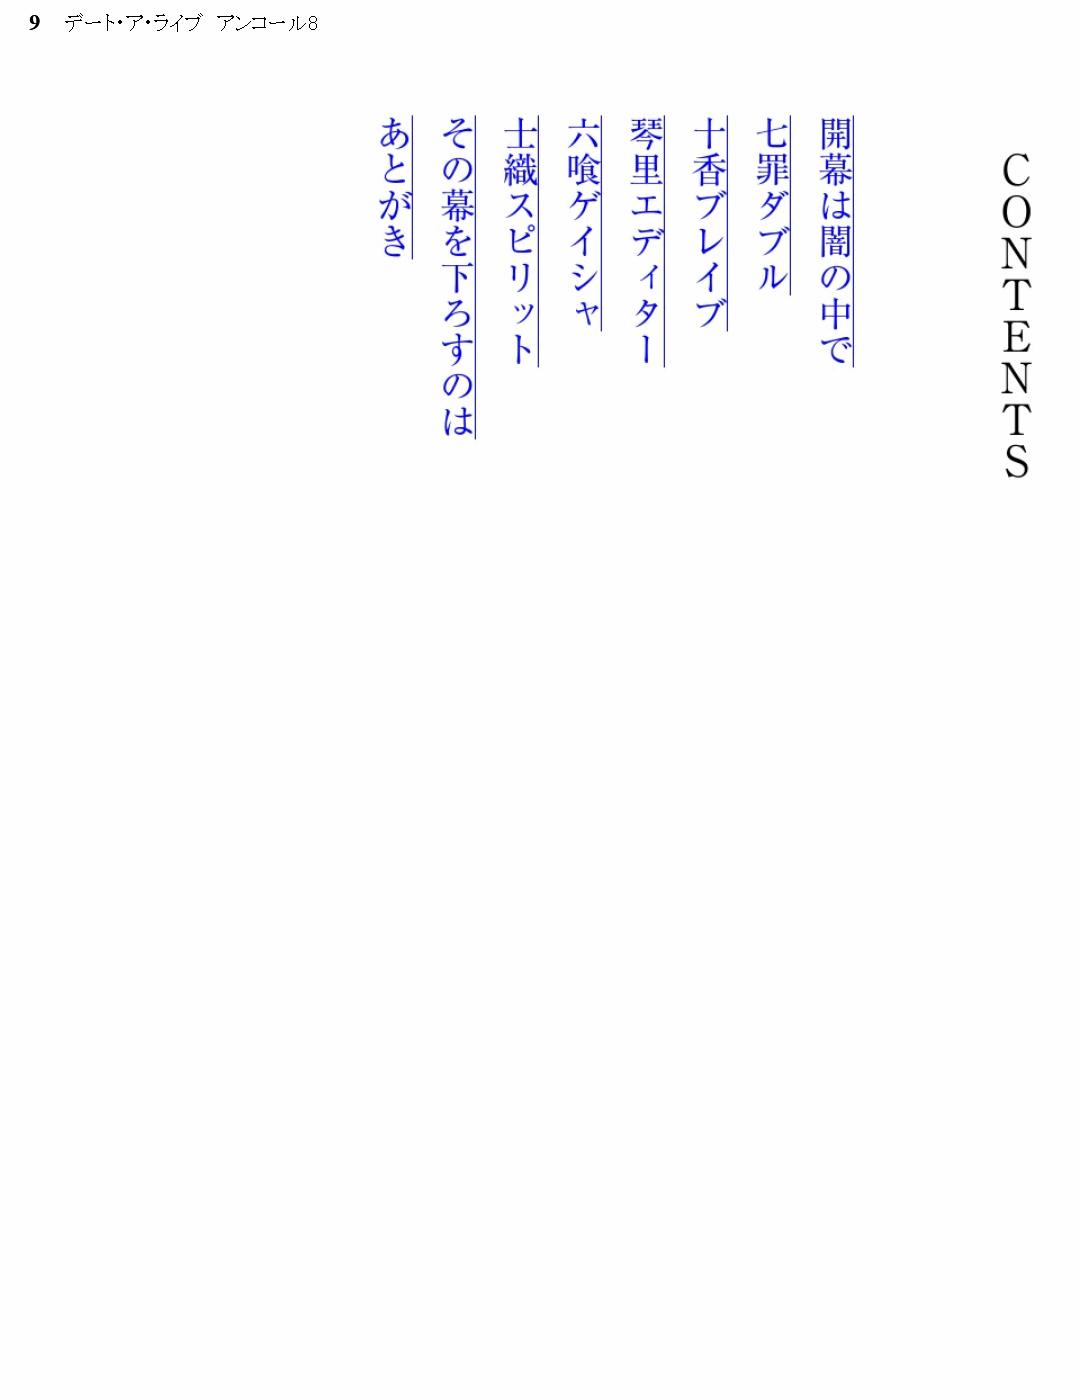 9 デート・ア・ライブ　アンコール8
CONTENTS
開幕は闇の中で
七罪ダブル
十香ブレイブ
琴里エディター
六喰ゲイシャ
士織スピリット
その幕を下ろすのは
あとがき